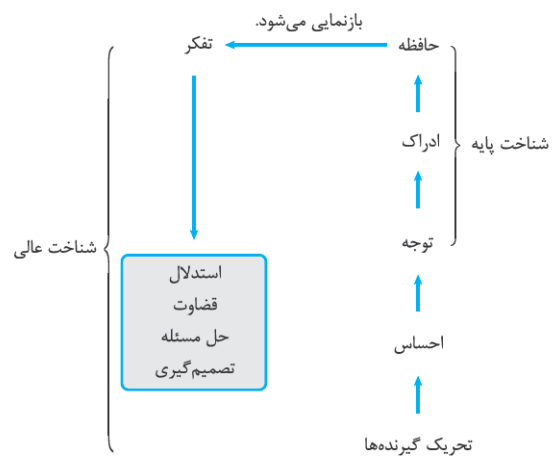 بازنمایی می‌شود.
حافظه
تفکر
ادراک
شناخت پایه
توجه
شناخت عالی
استدلال
قضاوت
حل مسئله
تصمیم‌گیری
احساس
تحریک گیرنده‌ها